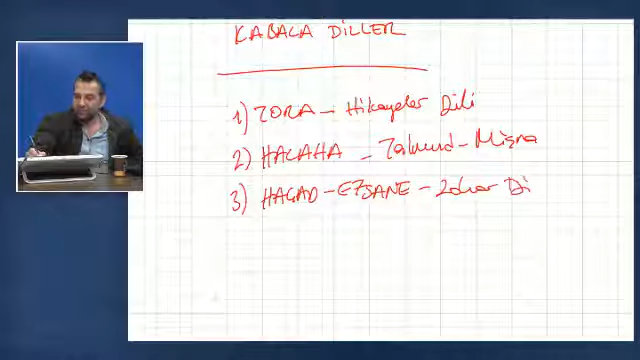 KABALA DİLLER
1) TORA - Hikayeler Dili
2) HALAHA - Talmud - Mişna
3) HAGAD - EFSANE - Zohar Di